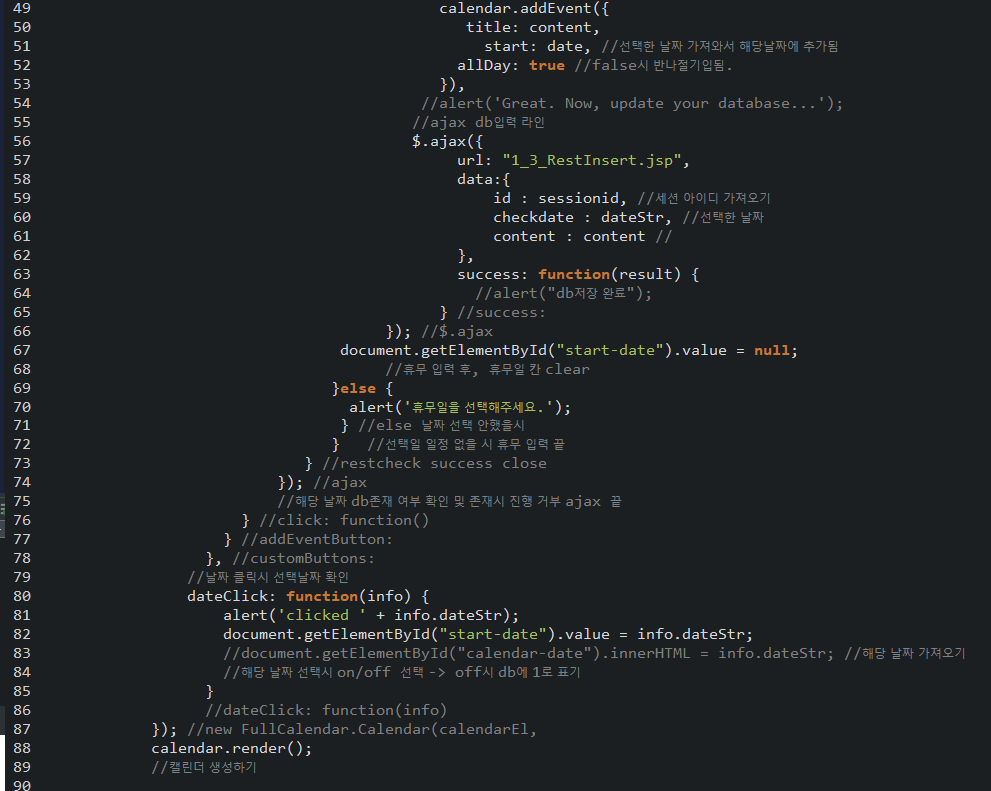 49 calendar.addEvent({
50 title: content,
51 start: date, //선택한 날짜 가져와서 해당날짜에 추가됨
52 allDay: true //false시 반나절기입됨.
53 }),
54 //alert('Great. Now, update your database...');
55 //ajax db입력 라인
56 $.ajax({
57 url: "1_3_RestInsert.jsp",
58 data:{
59 id : sessionid, //세션 아이디 가져오기
60 checkdate : dateStr, //선택한 날짜
61 content : content //
62 },
63 success: function(result) {
64 //alert("db저장 완료");
65 } //success:
66 }); //$.ajax
67 document.getElementById("start-date").value = null;
68 //휴무 입력 후, 휴무일 칸 clear
69 }else {
70 alert('휴무일을 선택해주세요.');
71 } //else 날짜 선택 안했을시
72 } //선택일 일정 없을 시 휴무 입력 끝
73 } //restcheck success close
74 }); //ajax
75 //해당 날짜 db존재 여부 확인 및 존재시 진행 거부 ajax 끝
76 } //click: function()
77 } //addEventButton:
78 }, //customButtons:
79 //날짜 클릭시 선택날짜 확인
80 dateClick: function(info) {
81 alert('clicked ' + info.dateStr);
82 document.getElementById("start-date").value = info.dateStr;
83 //document.getElementById("calendar-date").innerHTML = info.dateStr; //해당 날짜 가져오기
84 //해당 날짜 선택시 on/off 선택 -> off시 db에 1로 표기
85 }
86 //dateClick: function(info)
87 }); //new FullCalendar.Calendar(calendarEl,
88 calendar.render();
89 //캘린더 생성하기
90